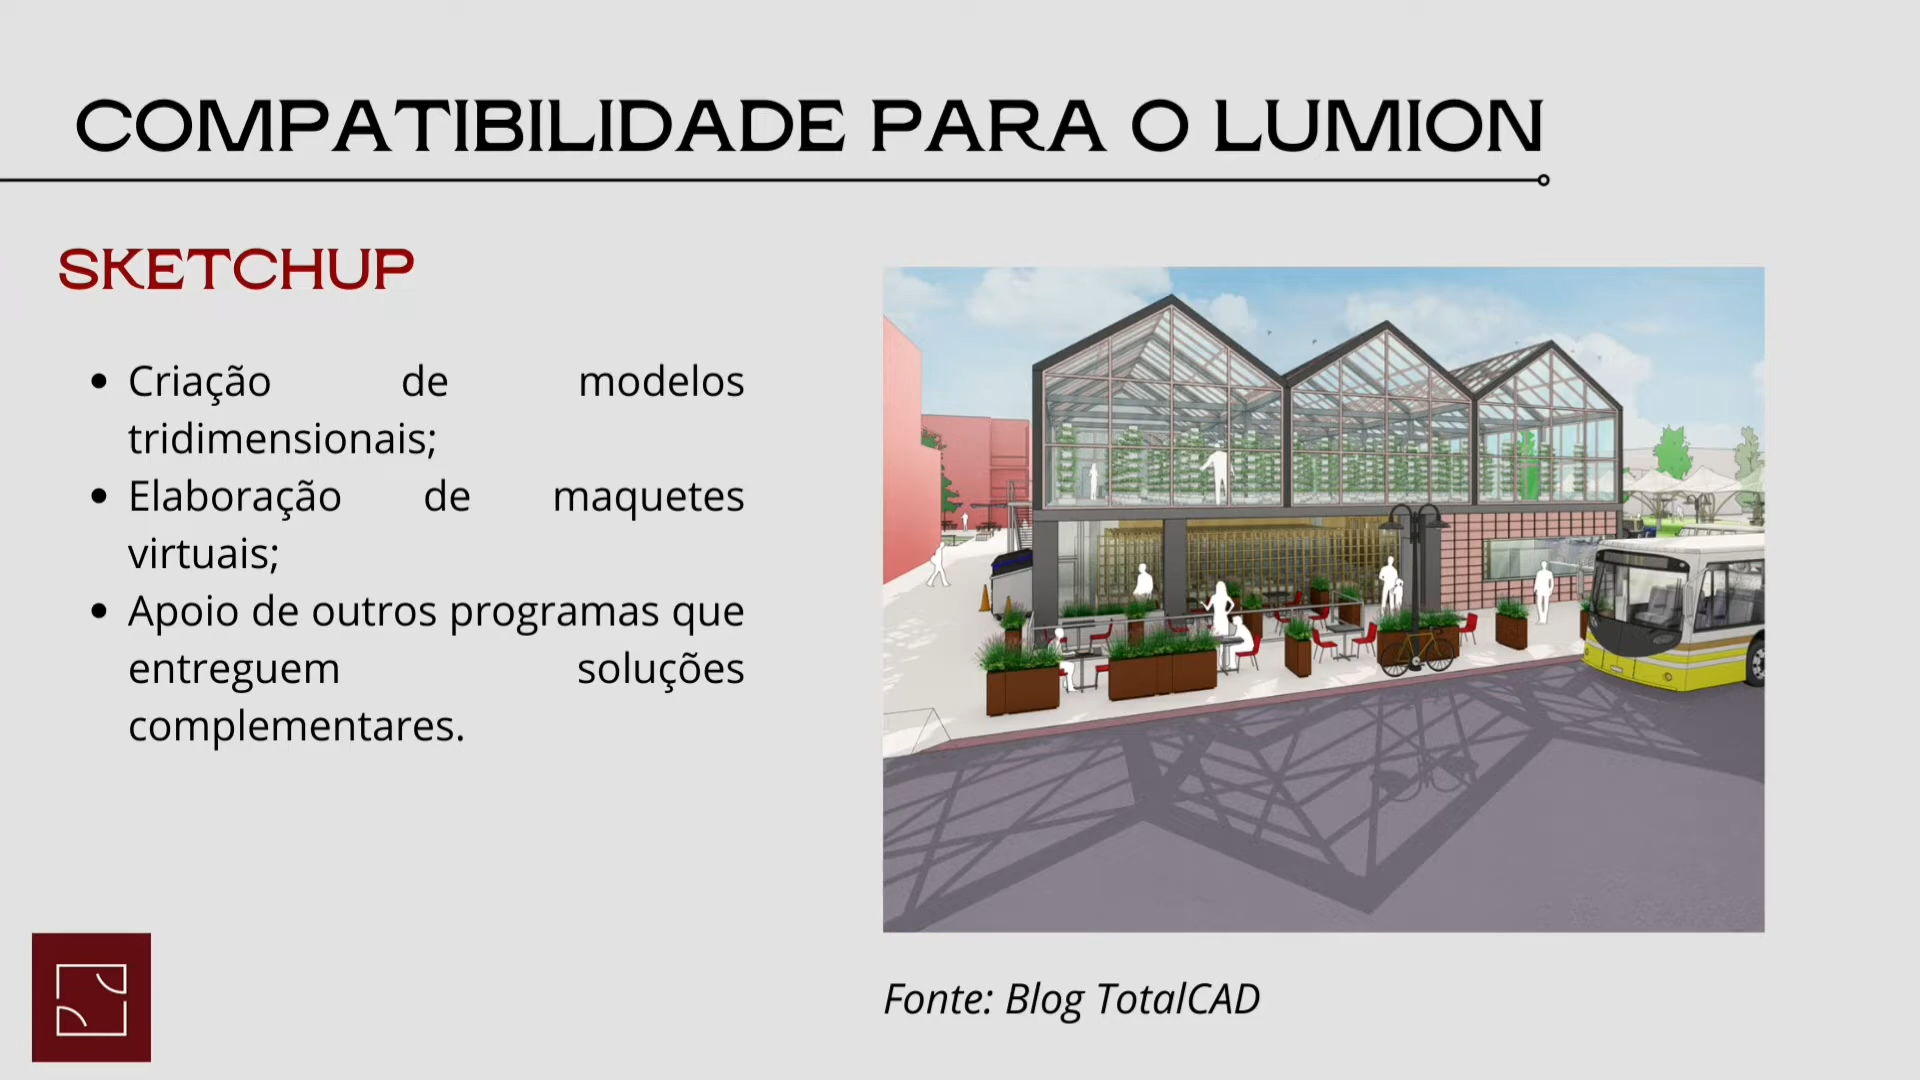 COMPATIBILIDADE PARA O LUMION
SKETCHUP
• Criação de modelos
tridimensionais;
• Elaboração de maquetes
virtuais;
• Apoio de outros programas que
entreguem soluções
complementares.
Fonte: Blog TotalCAD